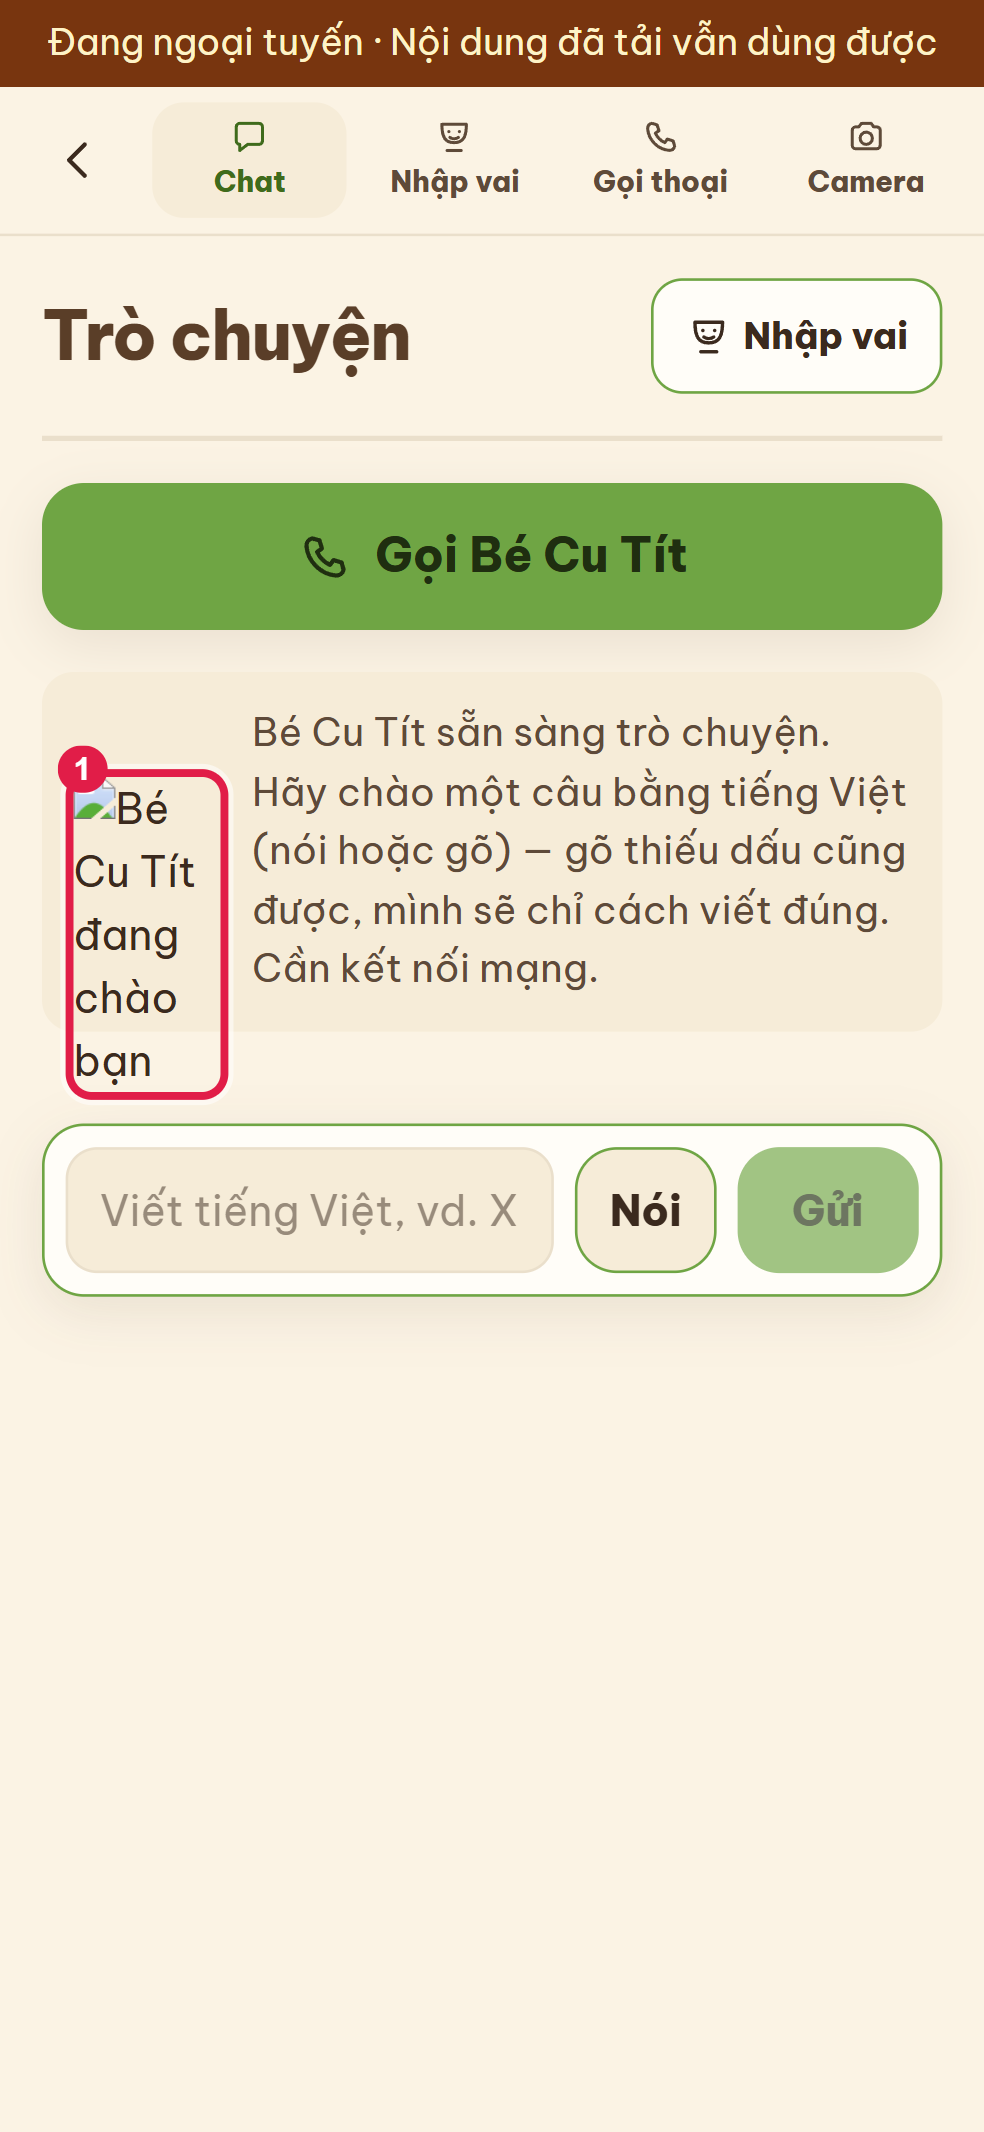 Đang ngoại tuyến · Nội dung đã tải vẫn dùng được
Chat
Nhập vai
Gọi thoại
Camera
Trò chuyện
Nhập vai
Gọi Bé Cu Tít
1
Bé
Cu Tít
đang
chào
bạn
Bé Cu Tít sẵn sàng trò chuyện.
Hãy chào một câu bằng tiếng Việt
(nói hoặc gõ) — gõ thiếu dấu cũng
được, mình sẽ chỉ cách viết đúng.
Cần kết nối mạng.
Viết tiếng Việt, vd. X
Nói
Gửi